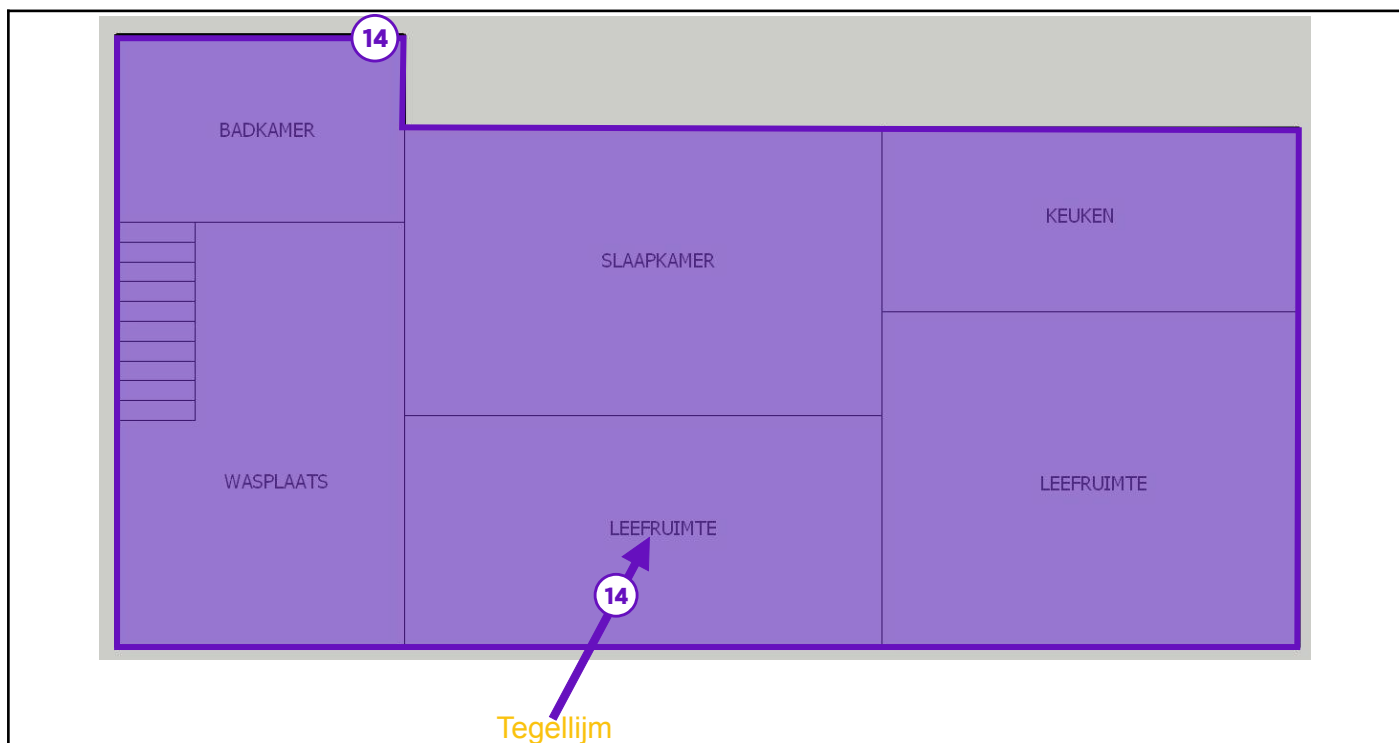 14
BADKAMER
KEUKEN
SLAAPKAMER
WASPLAATS
LEEFRUIMTE
LEEFRUIMTE
14
Tegellijm